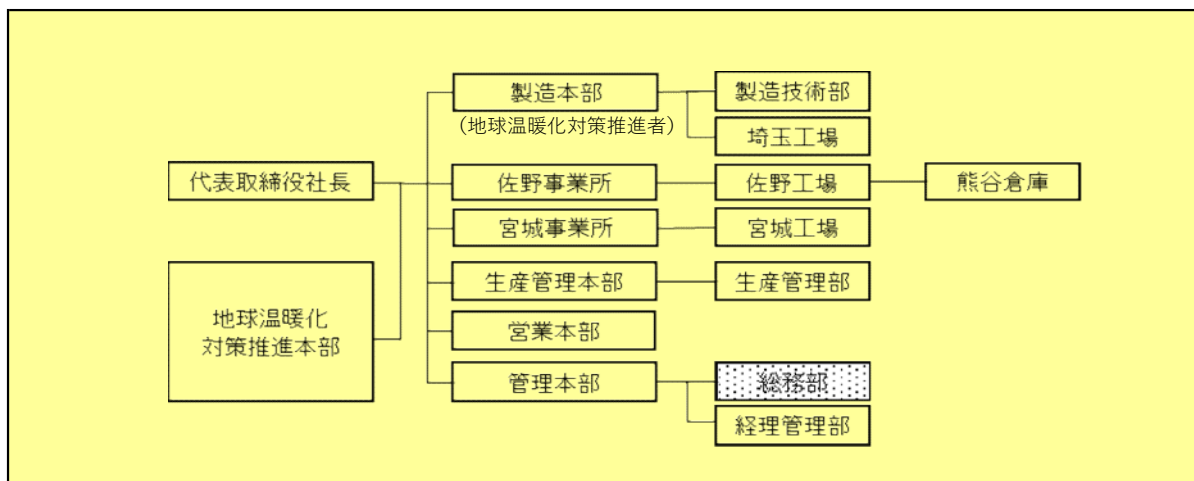 製造本部
製造技術部
(地球温暖化対策推進者)
埼玉工場
代表取締役社長
佐野事業所
佐野工場
熊谷倉庫
宮城事業所
宮城工場
生産管理本部
生産管理部
地球温暖化
対策推進本部
営業本部
管理本部
総務部
経理管理部